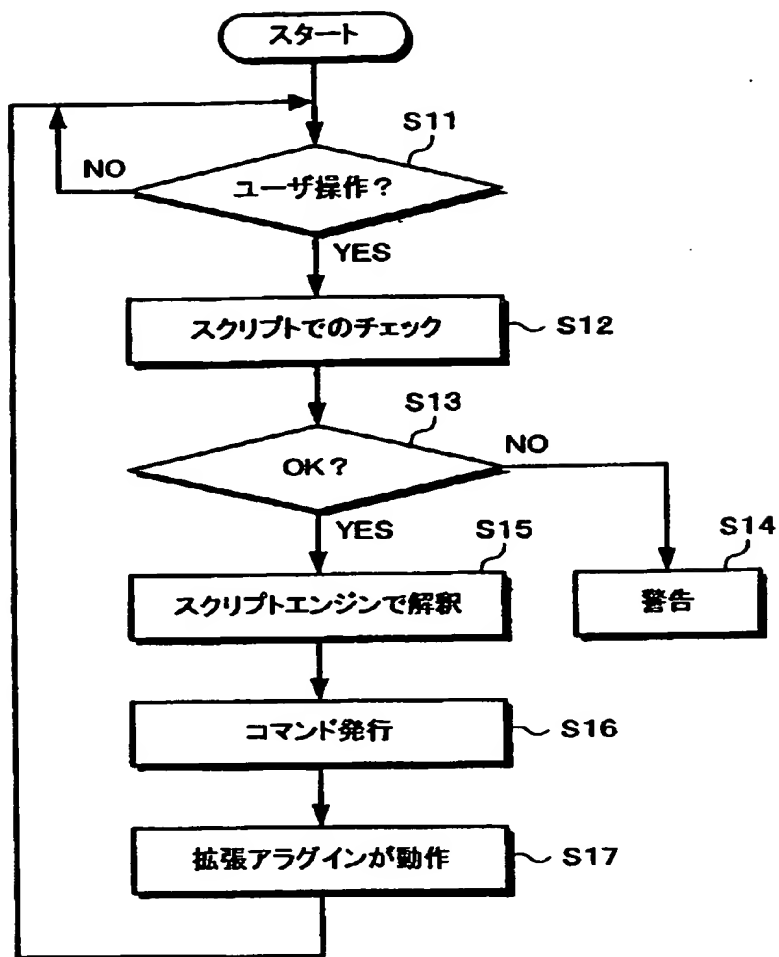 スタート
S11
NO
ユーザ操作?
YES
スクリプトでのチェック
S12
S13
NO
OK?
YES
S15
S14
スクリプトエンジンで解釈
警告
コマンド発行
S16
拡張アラグインが動作
S17